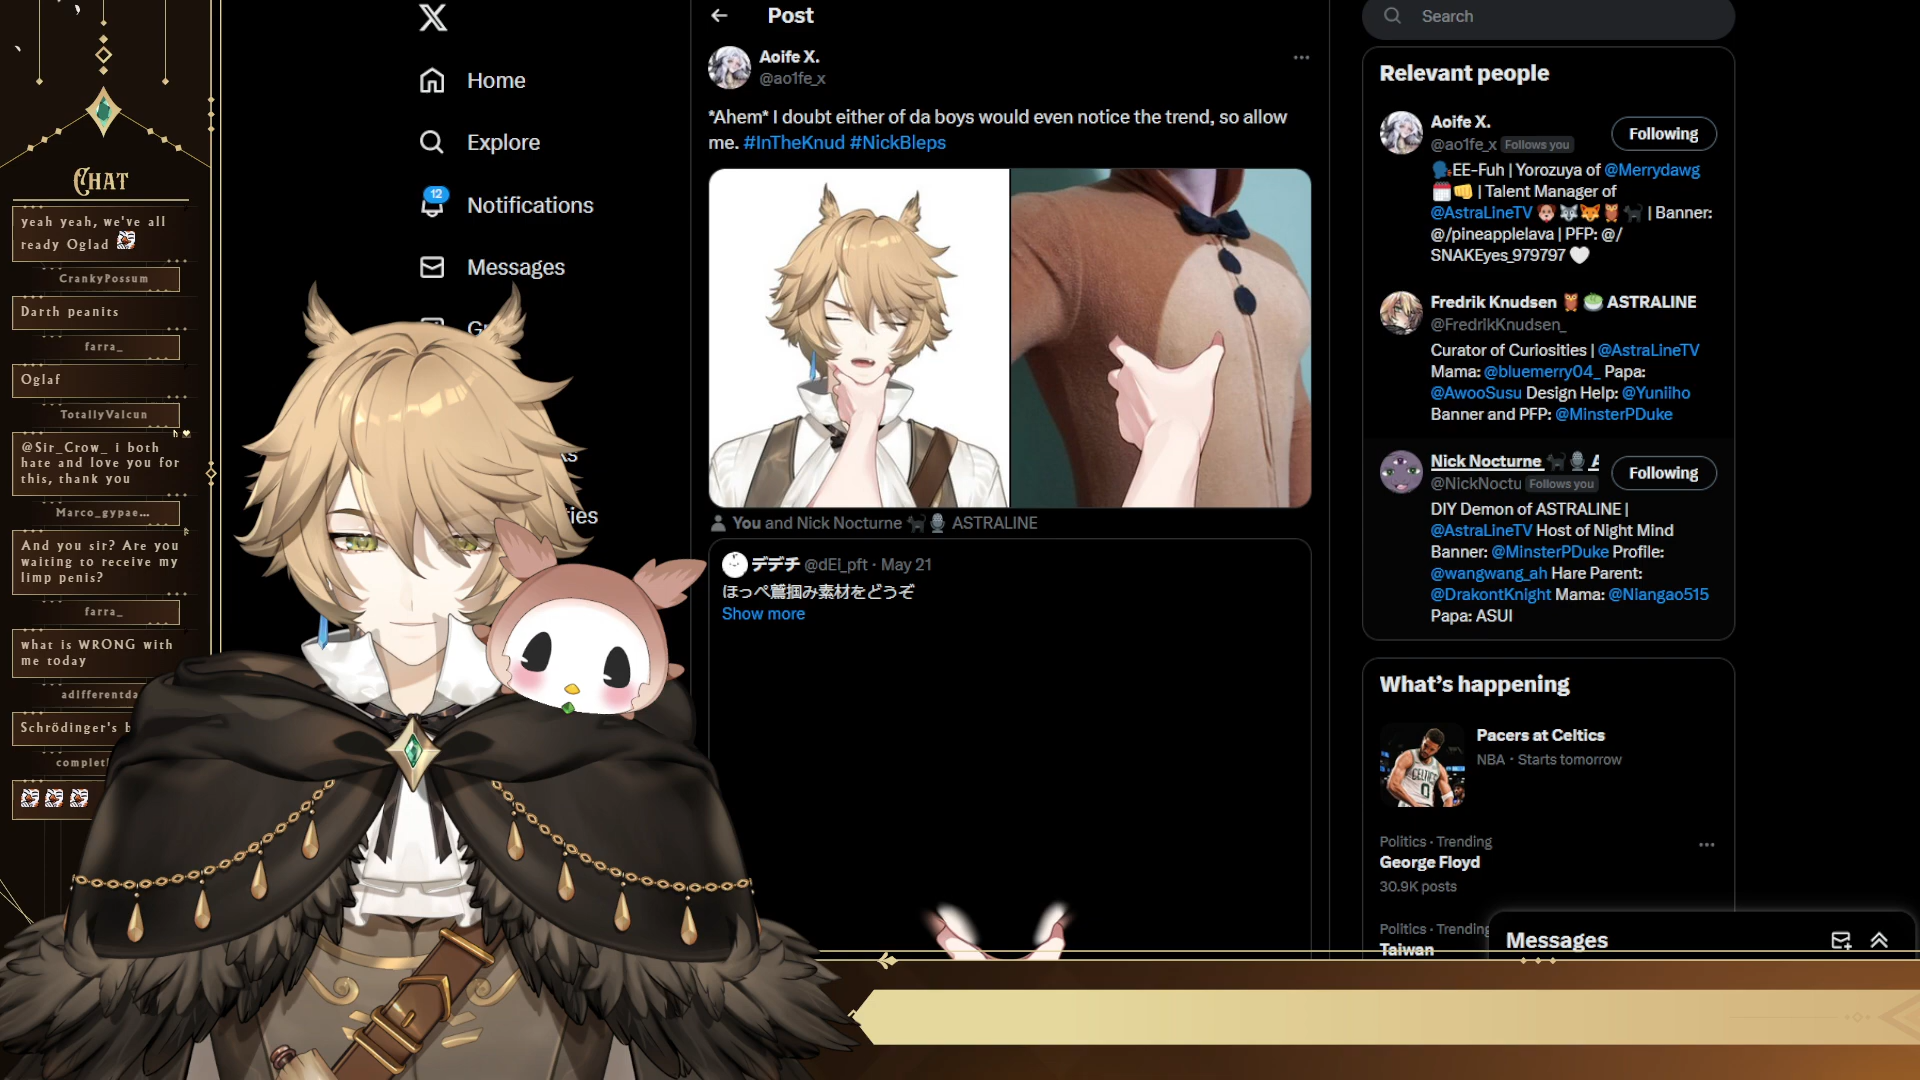 CHAT
yeah yeah, we've all
ready Oglad
CrankyPossum
Darth peanits
farra_
Oglaf
TotallyValcun
@Sir_Crow_ i both
hate and love you for
this, thank you
Marco_gypae...
And you sir? Are you
waiting to receive my
limp penis?
farra_
what is WRONG with
me today
adifferentda
Schrödinger's b
complet
Home
Explore
12
Notifications
Messages
ies
Post
Aoife X.
@ao1fe_x
*Ahem* I doubt either of da boys would even notice the trend, so allow
me. #InTheKnud #NickBleps
You and Nick Nocturne 🐈‍⬛🎙️ ASTRALINE
デデチ @dEl_pft · May 21
ほっぺ鷲掴み素材をどうぞ
Show more
Search
Relevant people
Aoife X.
@ao1fe_x Follows you
Following
🗣️EE-Fuh | Yorozuya of @Merrydawg
🗓️👊 | Talent Manager of
@AstraLineTV 🐶🐺🦊🦉🐈‍⬛ | Banner:
@/pineapplelava | PFP: @/
SNAKEyes_979797 🤍
Fredrik Knudsen 🦉🍵 ASTRALINE
@FredrikKnudsen_
Curator of Curiosities | @AstraLineTV
Mama: @bluemerry04_ Papa:
@AwooSusu Design Help: @Yuniiho
Banner and PFP: @MinsterPDuke
Nick Nocturne 🐈‍⬛🎙️ A
@NickNoctu Follows you
Following
DIY Demon of ASTRALINE |
@AstraLineTV Host of Night Mind
Banner: @MinsterPDuke Profile:
@wangwang_ah Hare Parent:
@DrakontKnight Mama: @Niangao515
Papa: ASUI
What's happening
Pacers at Celtics
NBA · Starts tomorrow
CELTICS
0
Politics · Trending
George Floyd
30.9K posts
Politics · Trending
Taiwan
Messages